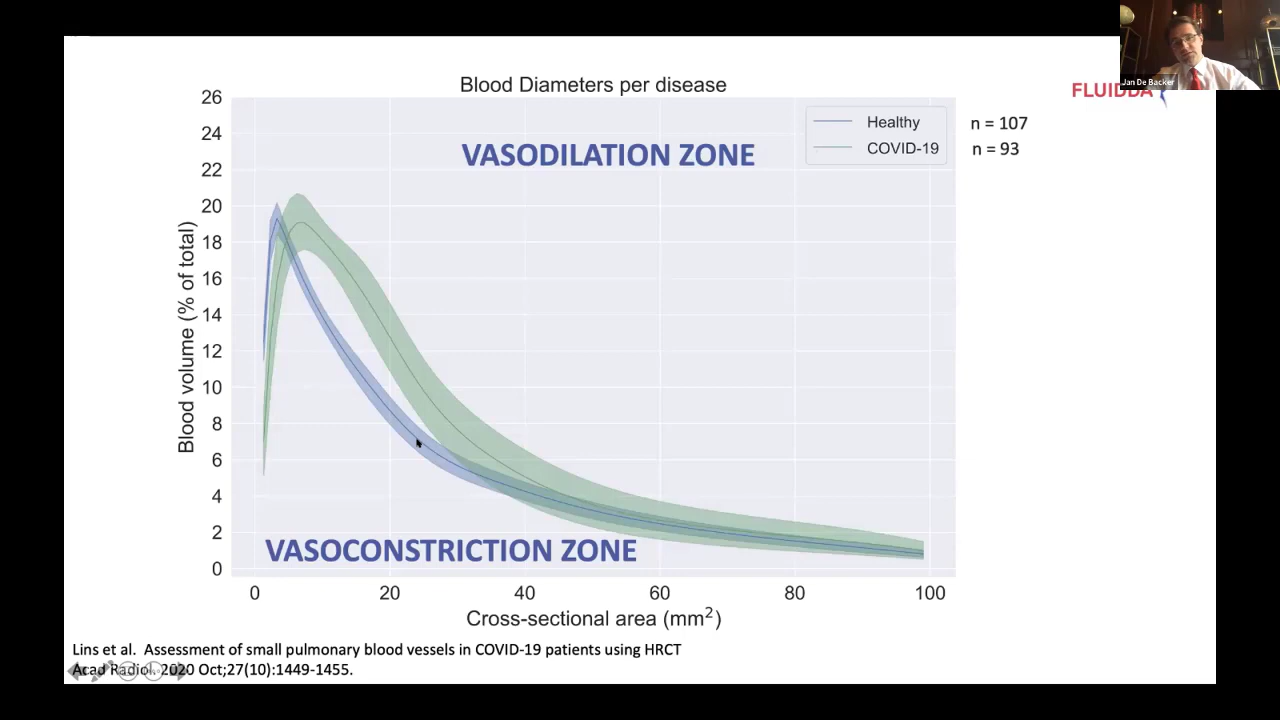 Jan De Backer
FLUIDDA
Blood Diameters per disease
Healthy
COVID-19
n = 107
n = 93
VASODILATION ZONE
VASOCONSTRICTION ZONE
Blood volume (% of total)
26
24
22
20
18
16
14
12
10
8
6
4
2
0
0 20 40 60 80 100
Cross-sectional area (mm²)
Lins et al. Assessment of small pulmonary blood vessels in COVID-19 patients using HRCT
Acad Radiol. 2020 Oct;27(10):1449-1455.